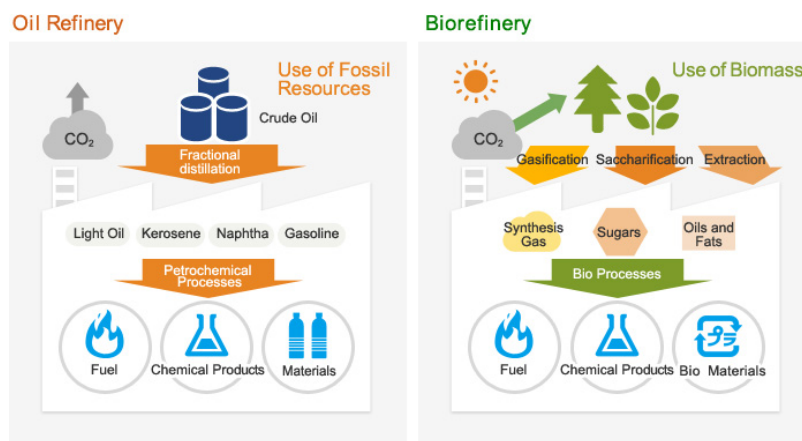 Oil Refinery
Use of Fossil
Resources
Crude Oil
CO₂
Fractional
distillation
Light Oil
Kerosene
Naphtha
Gasoline
Petrochemical
Processes
Fuel
Chemical Products
Materials
Biorefinery
Use of Biomass
CO₂
Gasification
Saccharification
Extraction
Synthesis
Gas
Sugars
Oils and
Fats
Bio Processes
Fuel
Chemical Products
Bio Materials